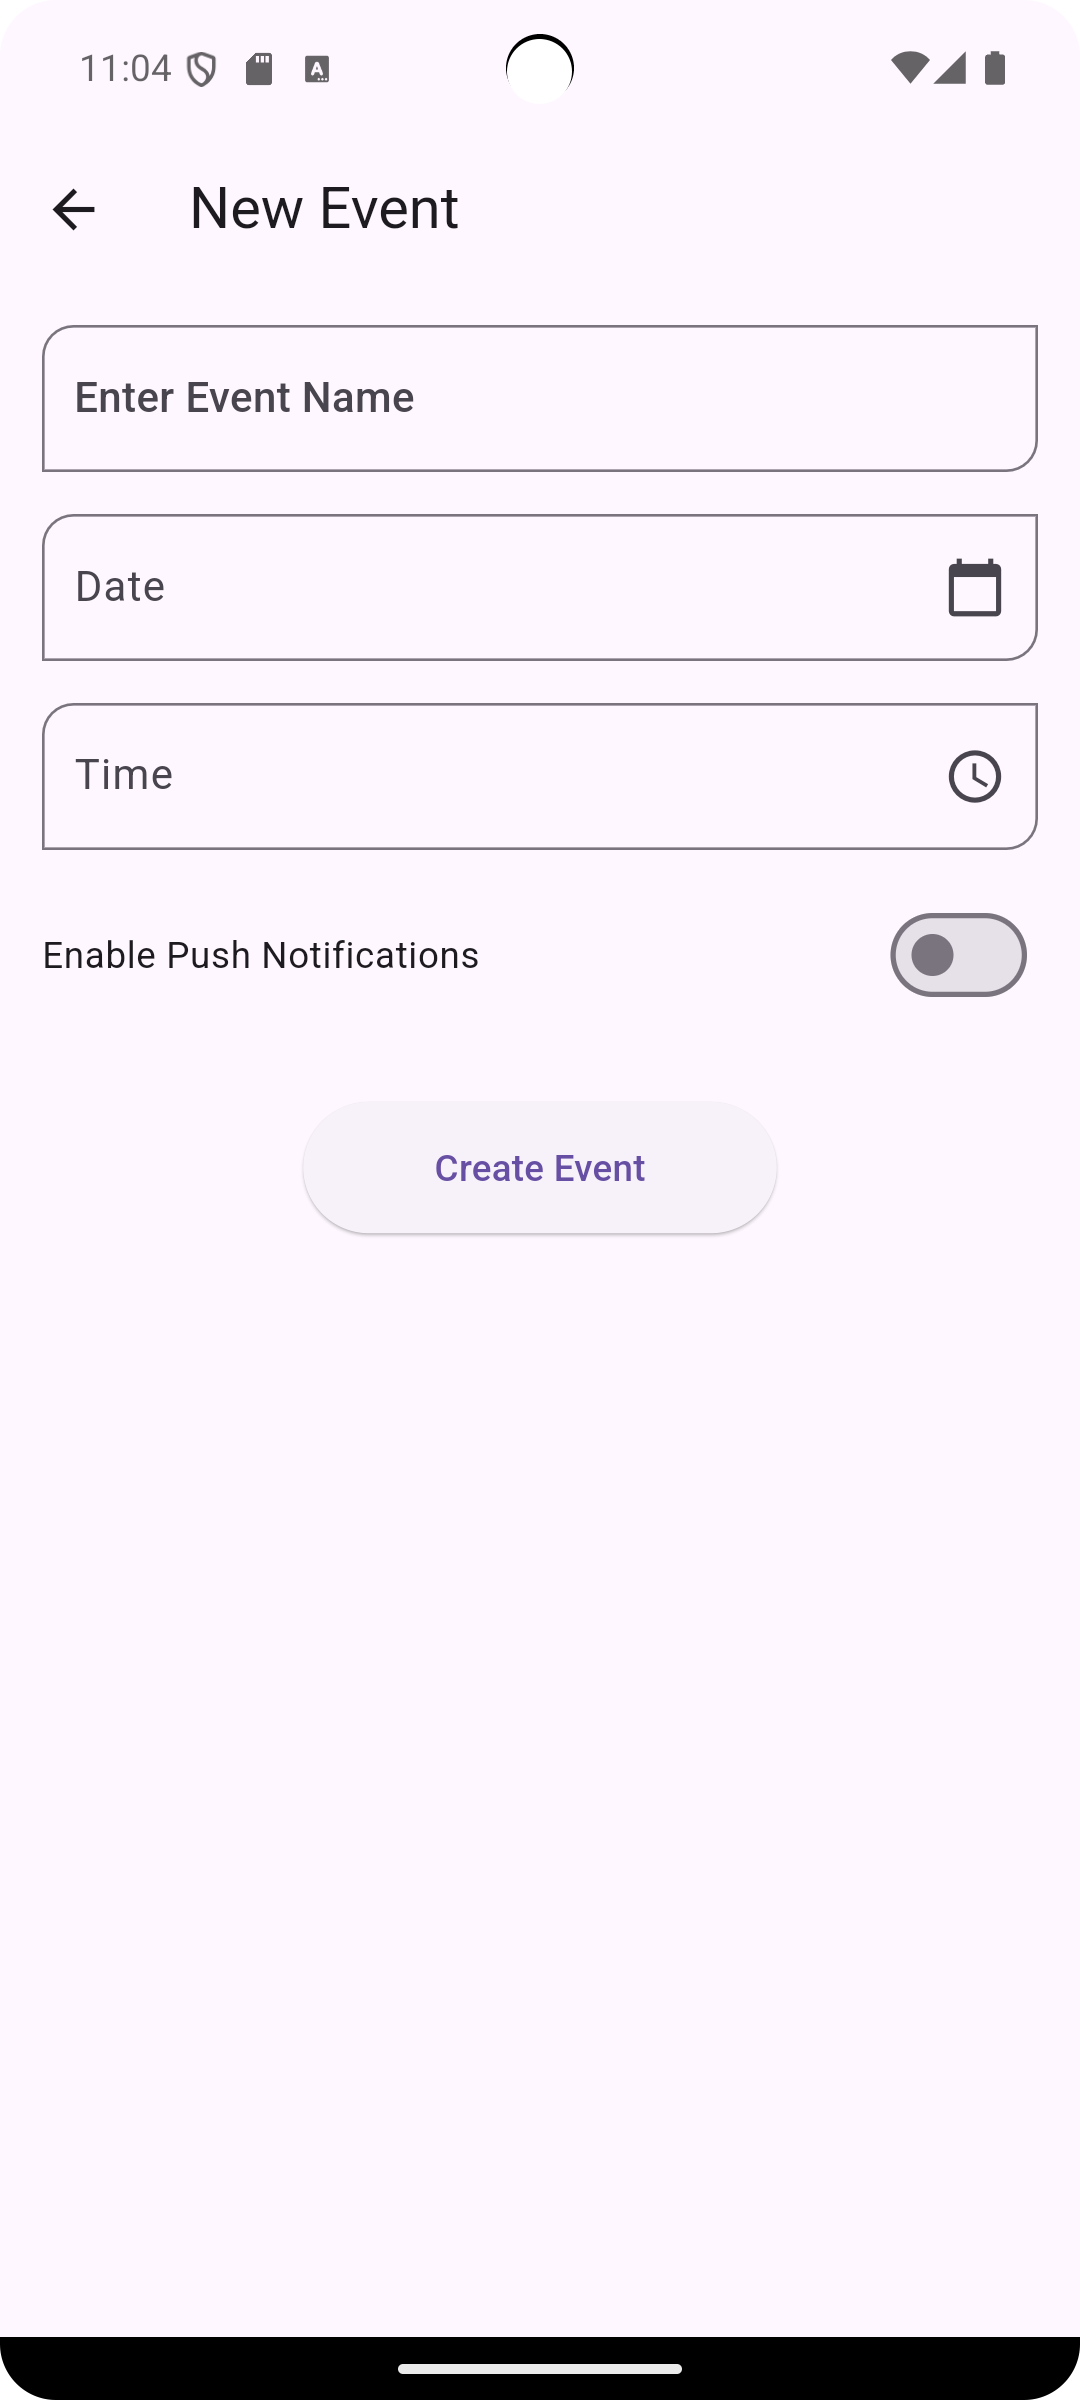 11:04
New Event
Enter Event Name
Date
Time
Enable Push Notifications
Create Event